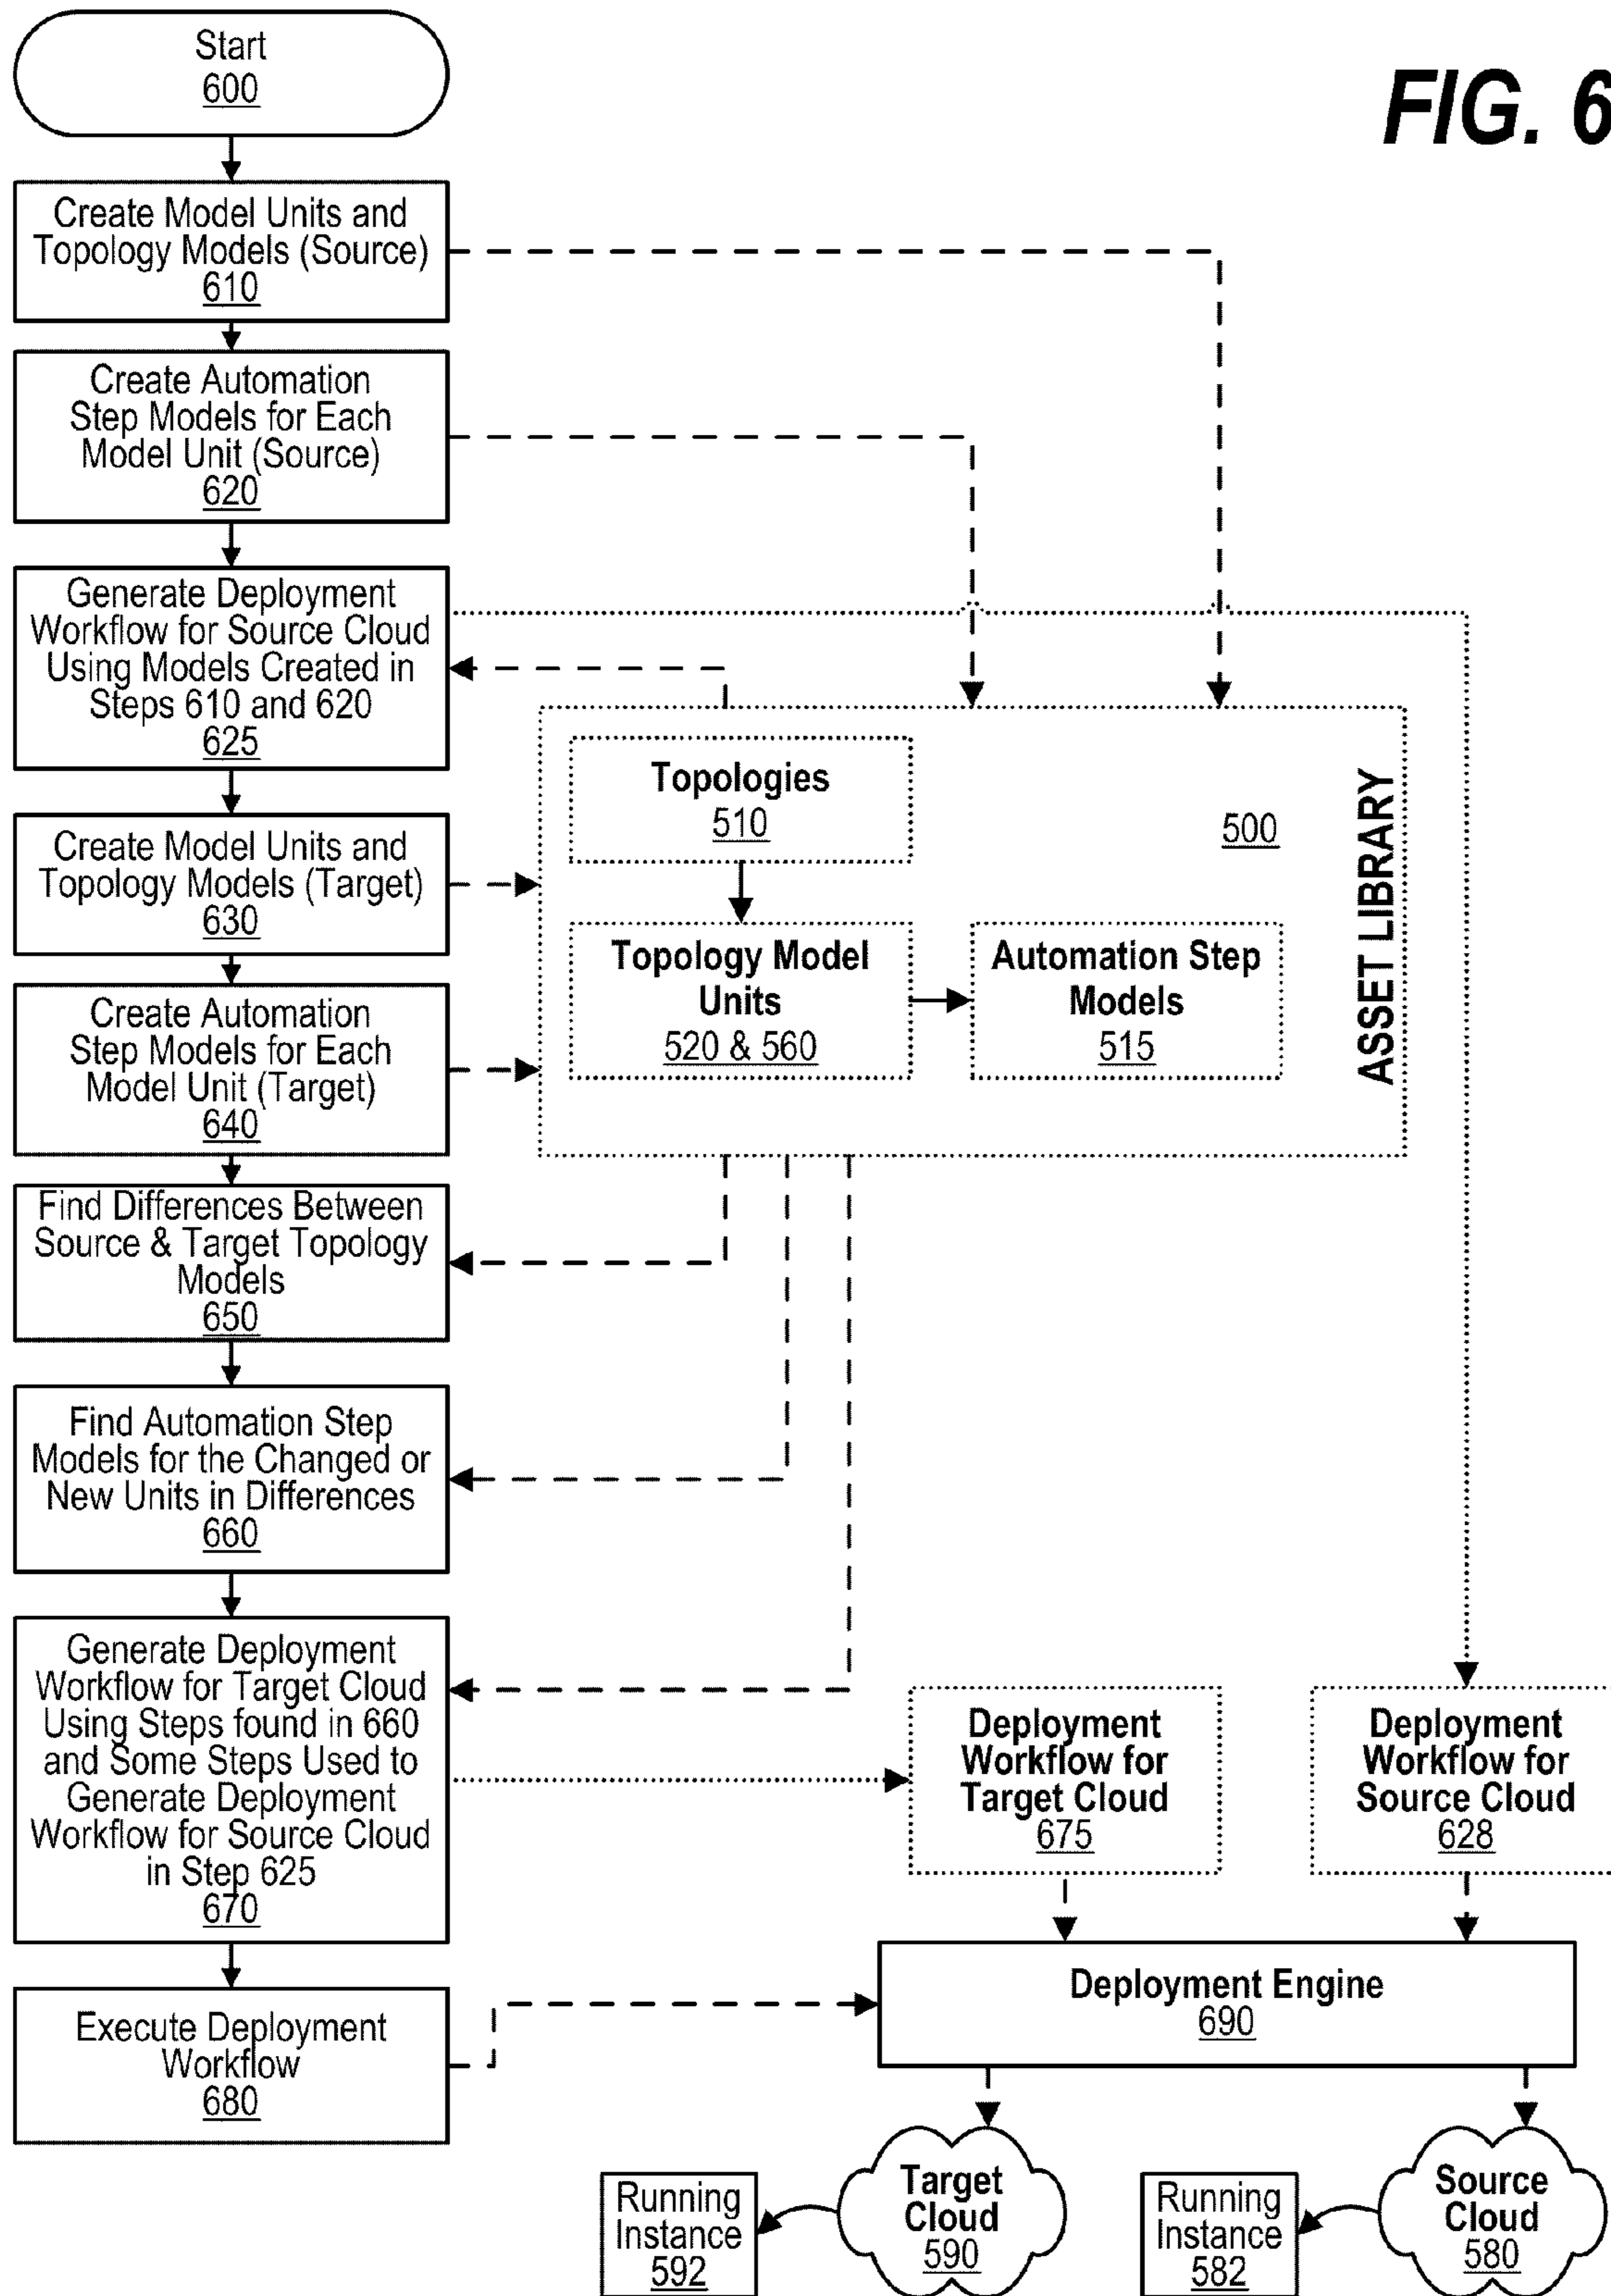 FIG. 6
Start
600
Create Model Units and
Topology Models (Source)
610
Create Automation
Step Models for Each
Model Unit (Source)
620
Generate Deployment
Workflow for Source Cloud
Using Models Created in
Steps 610 and 620
625
Create Model Units and
Topology Models (Target)
630
Create Automation
Step Models for Each
Model Unit (Target)
640
Find Differences Between
Source & Target Topology
Models
650
Find Automation Step
Models for the Changed or
New Units in Differences
660
Generate Deployment
Workflow for Target Cloud
Using Steps found in 660
and Some Steps Used to
Generate Deployment
Workflow for Source Cloud
in Step 625
670
Execute Deployment
Workflow
680
Topologies
510
500
ASSET LIBRARY
Topology Model
Units
520 & 560
Automation Step
Models
515
Deployment
Workflow for
Target Cloud
675
Deployment
Workflow for
Source Cloud
628
Deployment Engine
690
Running
Instance
592
Target
Cloud
590
Running
Instance
582
Source
Cloud
580